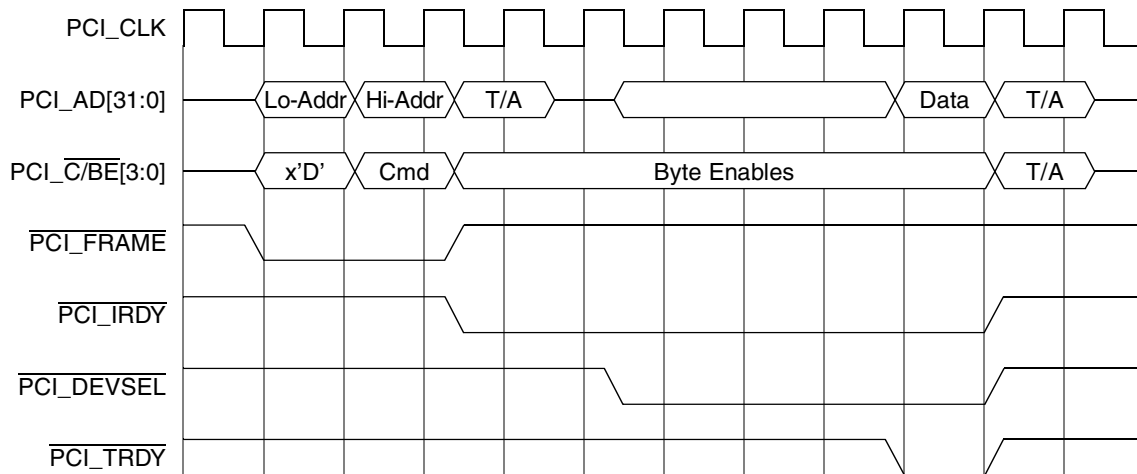 PCI_CLK
PCI_AD[31:0] Lo-Addr Hi-Addr T/A Data T/A
PCI_C/BE[3:0] x'D' Cmd Byte Enables T/A
PCI_FRAME
PCI_IRDY
PCI_DEVSEL
PCI_TRDY